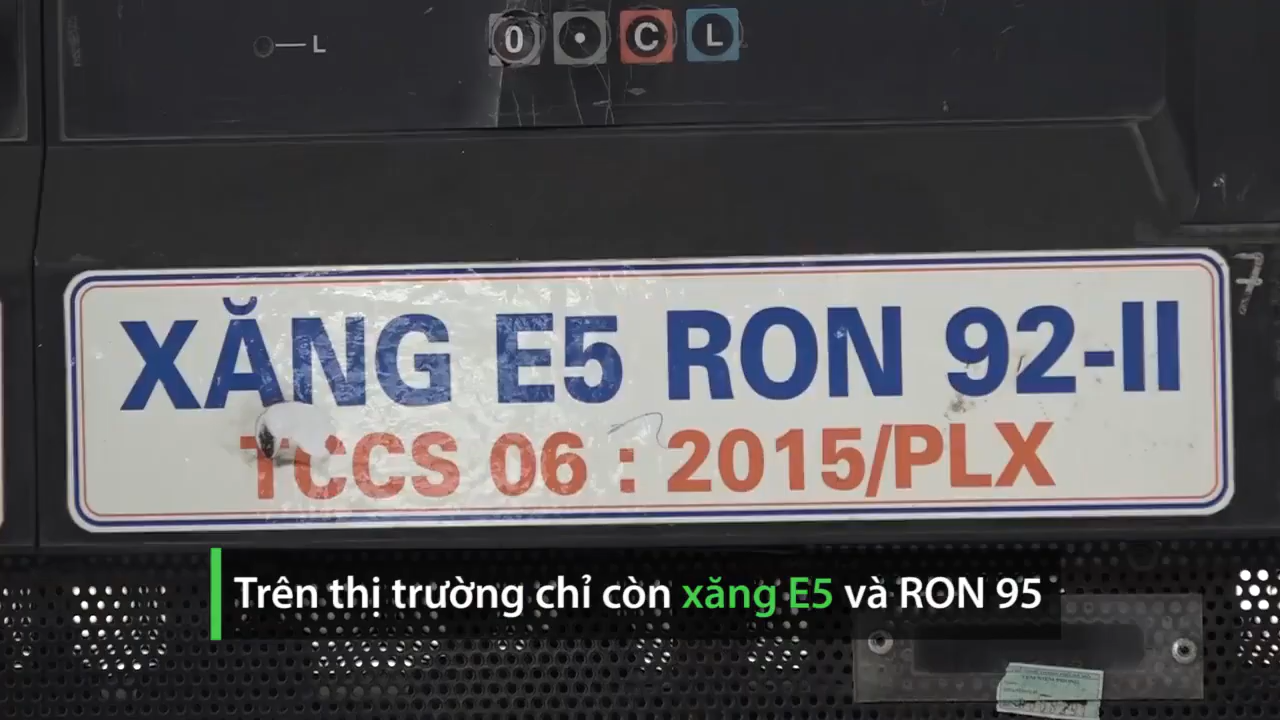 L 0 • C L
7
XĂNG E5 RON 92-II
TCCS 06 : 2015/PLX
Trên thị trường chỉ còn xăng E5 và RON 95